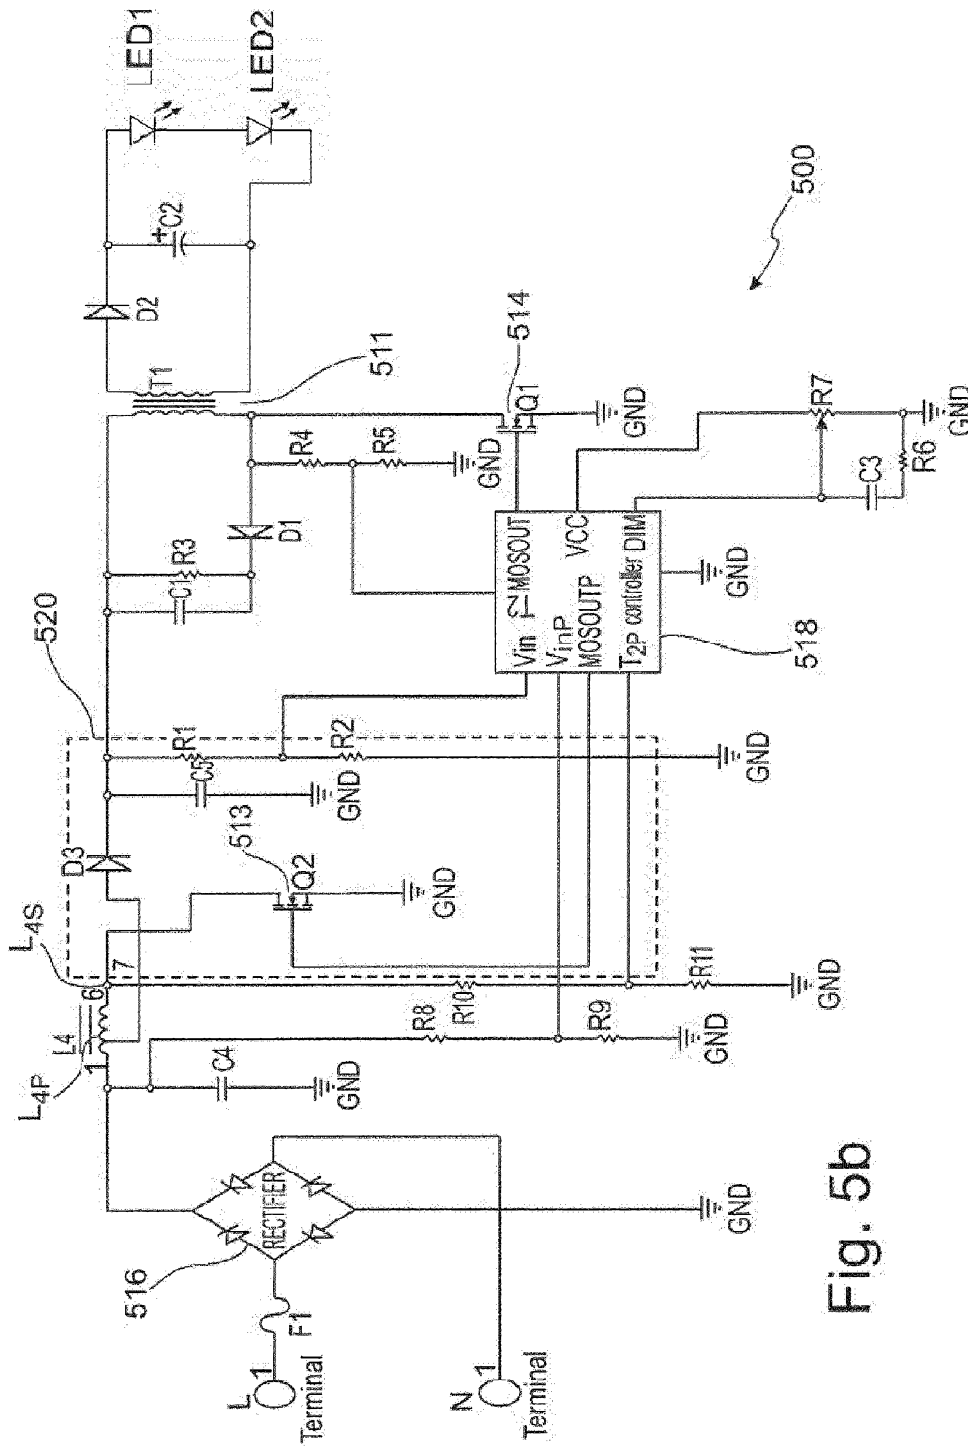 LED1
LED2
+
C2
D2
T1
511
514
Q1
GND
500
R4
R5
GND
D1
R3
C1
520
R7
GND
R6
C3
MOSOUT
VCC
DIM
Vin
VinP
MOSOUTP
T2P controller
GND
518
R1
R2
C5
GND
GND
D3
513
Q2
GND
L4S
6
7
L4
L4P
1
R10
R11
GND
R8
R9
GND
C4
GND
RECTIFIER
516
GND
F1
L
1
Terminal
N
1
Terminal
Fig. 5b